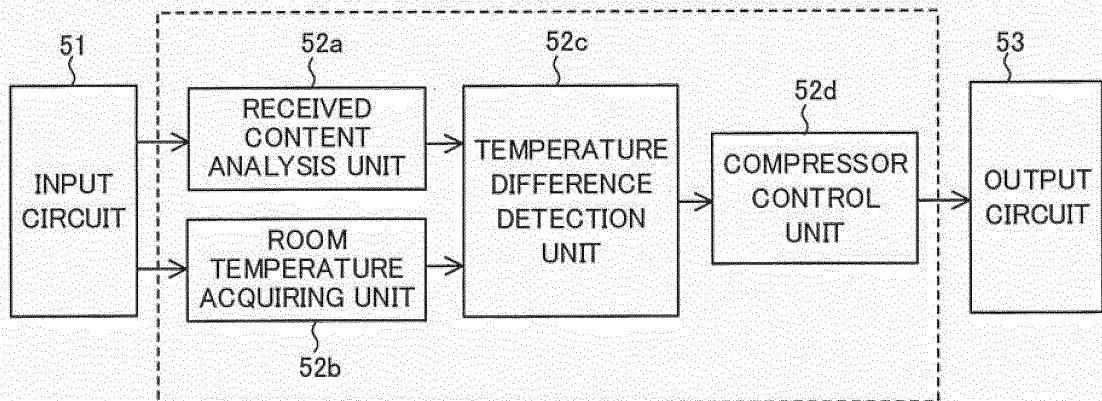 51
INPUT
CIRCUIT
52a
RECEIVED
CONTENT
ANALYSIS UNIT
ROOM
TEMPERATURE
ACQUIRING UNIT
52b
52c
TEMPERATURE
DIFFERENCE
DETECTION
UNIT
52d
COMPRESSOR
CONTROL
UNIT
53
OUTPUT
CIRCUIT